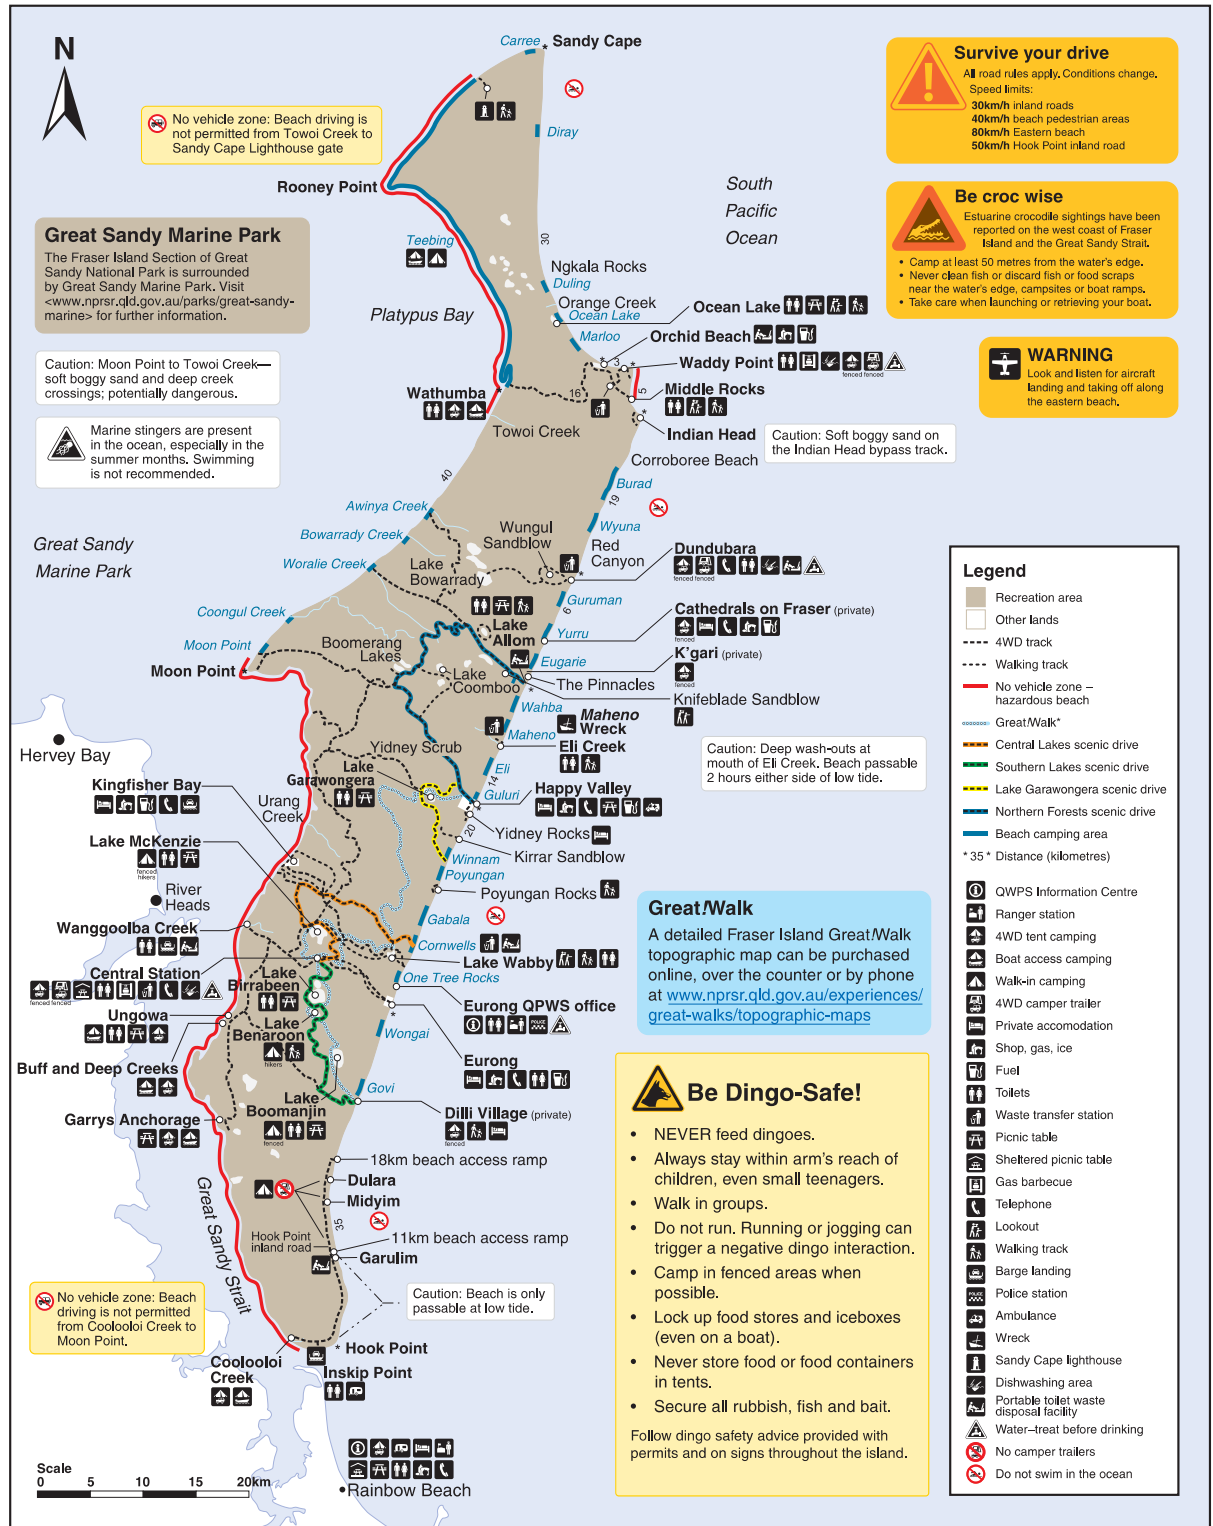 N
Carree
* Sandy Cape
No vehicle zone: Beach driving is
not permitted from Towoi Creek to
Sandy Cape Lighthouse gate
Diray
Rooney Point
South
Pacific
Ocean
Survive your drive
All road rules apply. Conditions change.
Speed limits:
30km/h inland roads
40km/h beach pedestrian areas
80km/h Eastern beach
50km/h Hook Point inland road
Be croc wise
Estuarine crocodile sightings have been
reported on the west coast of Fraser
Island and the Great Sandy Strait.
• Camp at least 50 metres from the water's edge.
• Never clean fish or discard fish or food scraps
near the water's edge, campsites or boat ramps.
• Take care when launching or retrieving your boat.
WARNING
Look and listen for aircraft
landing and taking off along
the eastern beach.
Great Sandy Marine Park
The Fraser Island Section of Great
Sandy National Park is surrounded
by Great Sandy Marine Park. Visit
<www.nprsr.qld.gov.au/parks/great-sandy-
marine> for further information.
Teebing
30
Ngkala Rocks
Duling
Orange Creek
Ocean Lake
Ocean Lake
Platypus Bay
Marloo
Orchid Beach
* 3 *
Waddy Point
fenced fenced
Caution: Moon Point to Towoi Creek—
soft boggy sand and deep creek
crossings; potentially dangerous.
16
5
Middle Rocks
Wathumba
*
Marine stingers are present
in the ocean, especially in the
summer months. Swimming
is not recommended.
Towoi Creek
*
Indian Head
Caution: Soft boggy sand on
the Indian Head bypass track.
Corroboree Beach
40
Burad
19
Awinya Creek
Wyuna
Bowarrady Creek
Wungul
Sandblow
Red
Canyon
Great Sandy
Marine Park
Woralie Creek
Lake
Bowarrady
*
Dundubara
fenced fenced
Guruman
6
Coongul Creek
Cathedrals on Fraser (private)
fenced
Lake
Allom
Yurru
Moon Point
Boomerang
Lakes
K'gari (private)
fenced
Eugarie
Moon Point *
Lake
Coomboo
The Pinnacles
*
Knifeblade Sandblow
Wahba
Maheno
Wreck
Maheno
Hervey Bay
Yidney Scrub
Eli Creek
Caution: Deep wash-outs at
mouth of Eli Creek. Beach passable
2 hours either side of low tide.
Lake
Garawongera
Eli
14
Kingfisher Bay
Guluri
Happy Valley
*
Urang
Creek
Yidney Rocks
20
Lake McKenzie
fenced
hikers
Kirrar Sandblow
Winnam
Poyungan
River
Heads
Poyungan Rocks
Wanggoolba Creek
Gabala
Cornwells
Great Walk
A detailed Fraser Island Great Walk
topographic map can be purchased
online, over the counter or by phone
at www.nprsr.qld.gov.au/experiences/
great-walks/topographic-maps
Central Station
fenced fenced
Lake Wabby
Lake
Birrabeen
One Tree Rocks
Eurong QPWS office
POLICE
*
Ungowa
Lake
Benaroon
hikers
Wongai
Buff and Deep Creeks
Eurong
Govi
Lake
Boomanjin
fenced
Dilli Village (private)
fenced
Garrys Anchorage
18km beach access ramp
Dulara
Midyim
35
Great Sandy Strait
Hook Point
inland road
11km beach access ramp
Garulim
No vehicle zone: Beach
driving is not permitted
from Coolooloi Creek to
Moon Point.
Caution: Beach is only
passable at low tide.
* Hook Point
Coolooloi
Creek
Inskip Point
Rainbow Beach
Scale
0 5 10 15 20km
Be Dingo-Safe!
• NEVER feed dingoes.
• Always stay within arm's reach of
children, even small teenagers.
• Walk in groups.
• Do not run. Running or jogging can
trigger a negative dingo interaction.
• Camp in fenced areas when
possible.
• Lock up food stores and iceboxes
(even on a boat).
• Never store food or food containers
in tents.
• Secure all rubbish, fish and bait.
Follow dingo safety advice provided with
permits and on signs throughout the island.
Legend
Recreation area
Other lands
4WD track
Walking track
No vehicle zone –
hazardous beach
Great Walk*
Central Lakes scenic drive
Southern Lakes scenic drive
Lake Garawongera scenic drive
Northern Forests scenic drive
Beach camping area
* 35 * Distance (kilometres)
QWPS Information Centre
Ranger station
4WD tent camping
Boat access camping
Walk-in camping
4WD camper trailer
Private accomodation
Shop, gas, ice
Fuel
Toilets
Waste transfer station
Picnic table
Sheltered picnic table
Gas barbecue
Telephone
Lookout
Walking track
Barge landing
POLICE Police station
Ambulance
Wreck
Sandy Cape lighthouse
Dishwashing area
Portable toilet waste
disposal facility
Water–treat before drinking
No camper trailers
Do not swim in the ocean